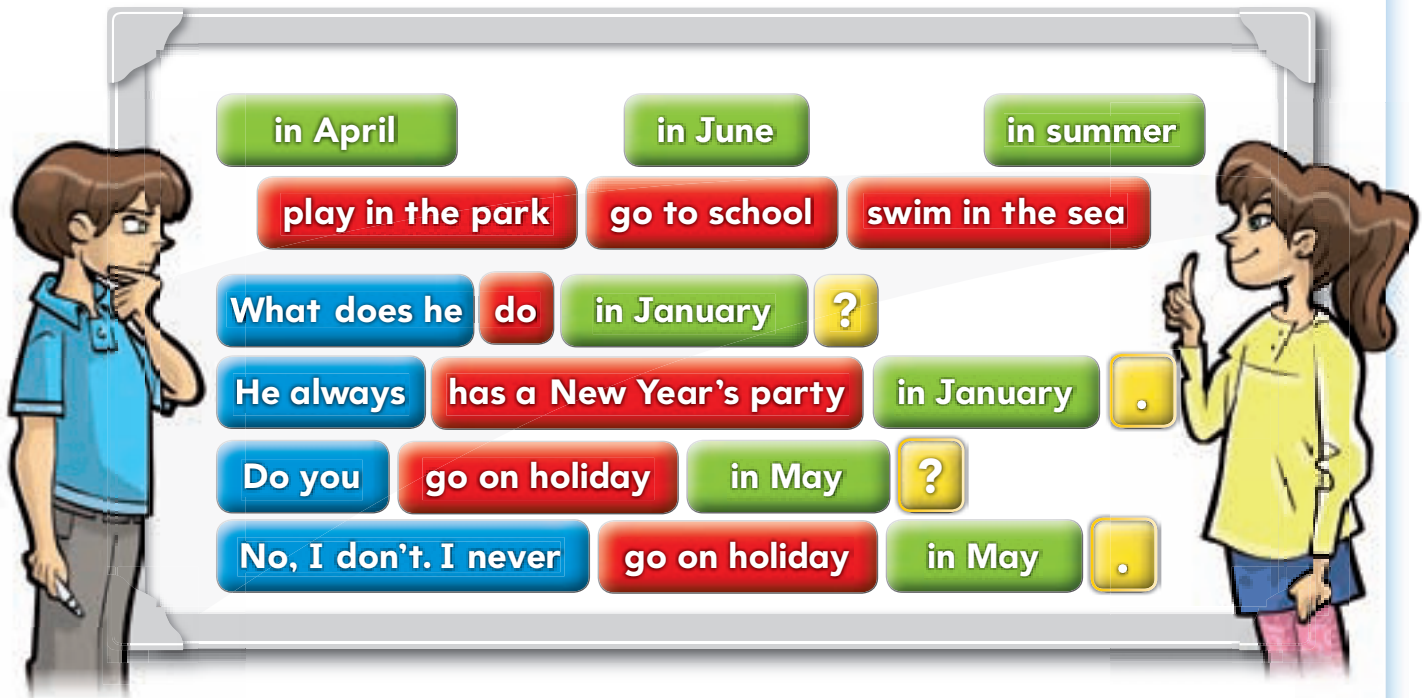 in April in June in summer
play in the park go to school swim in the sea
What does he do in January ?
He always has a New Year’s party in January .
Do you go on holiday in May ?
No, I don’t. I never go on holiday in May .